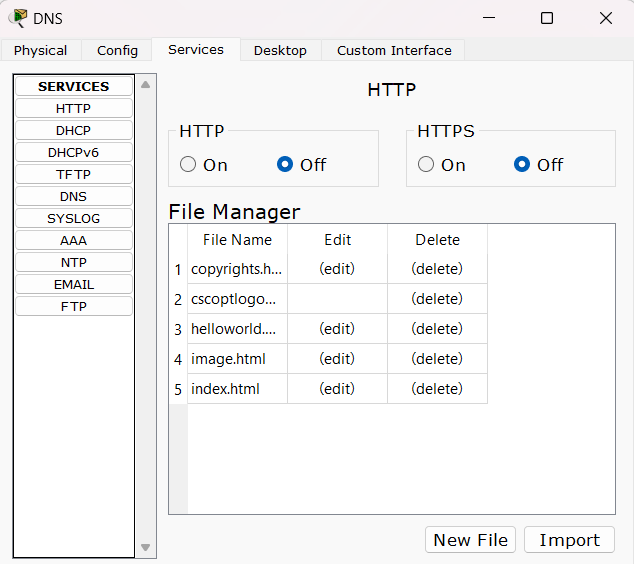 DNS
Physical Config Services Desktop Custom Interface
SERVICES
HTTP
DHCP
DHCPv6
TFTP
DNS
SYSLOG
AAA
NTP
EMAIL
FTP
HTTP
HTTP
On Off
HTTPS
On Off
File Manager
File Name Edit Delete
1 copyrights.h... (edit) (delete)
2 cscoptlogo... (delete)
3 helloworld.... (edit) (delete)
4 image.html (edit) (delete)
5 index.html (edit) (delete)
New File Import